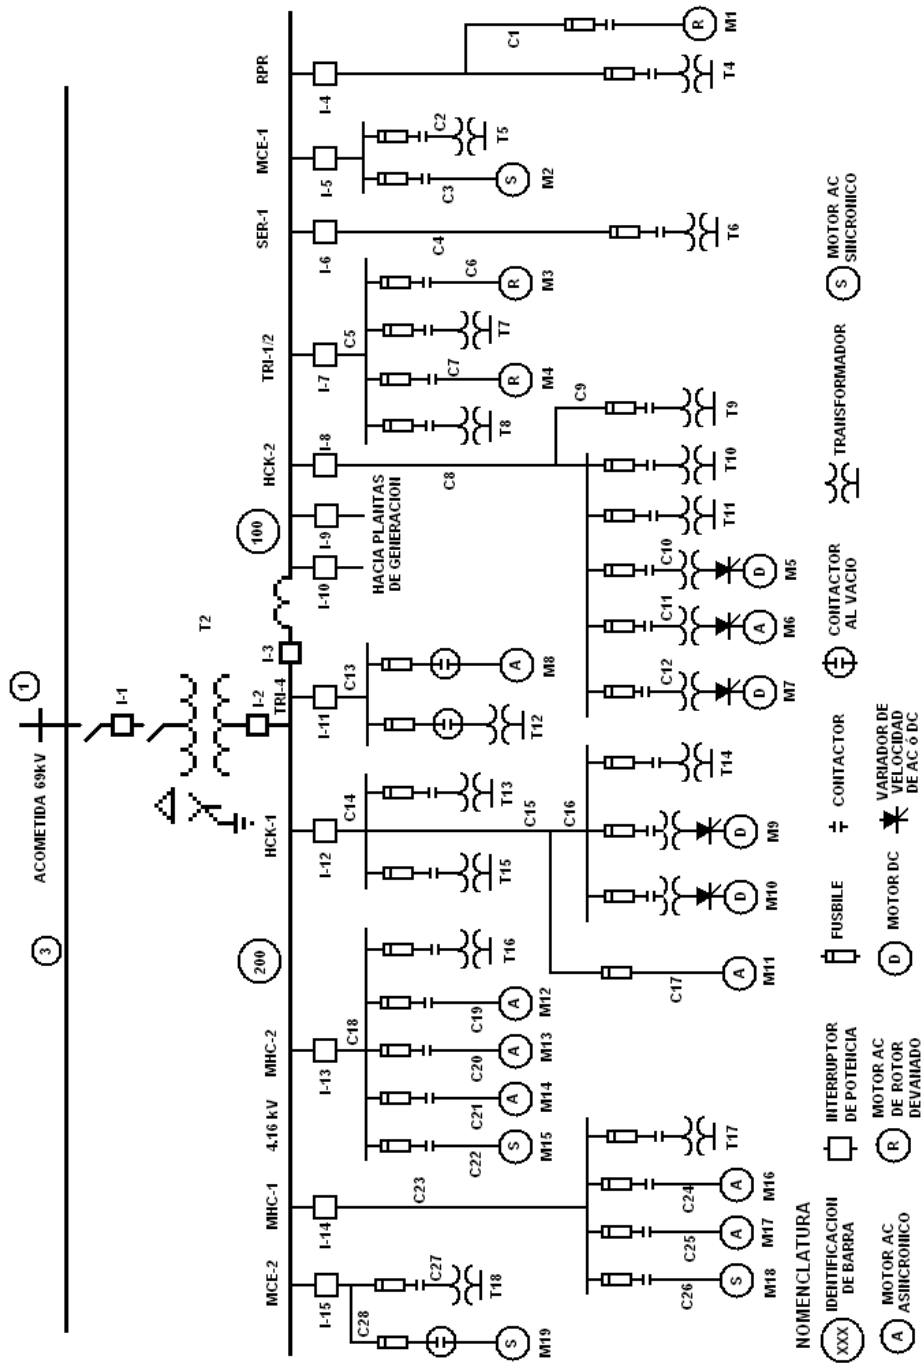 ACOMETIDA 69kV
1
3
I-1
T2
I-2
I-3
4.16 kV
200
100
MCE-2
MHC-1
MHC-2
HCK-1
TRI-4
HCK-2
TRI-1/2
SER-1
MCE-1
RPR
I-15
I-14
I-13
I-12
I-11
I-10
I-9
I-8
I-7
I-6
I-5
I-4
HACIA PLANTAS
DE GENERACION
C28
C27
T18
S
M19
C23
C26
S
M18
C25
A
M17
C24
A
M16
T17
C18
C22
S
M15
C21
A
M14
C20
A
M13
C19
A
M12
T16
C14
T15
T13
C15
C17
A
M11
C16
D
M10
D
M9
T14
C13
T12
A
M8
C8
C12
D
M7
C11
A
M6
C10
D
M5
T11
T10
C9
T9
C5
T8
C7
R
M4
T7
C6
R
M3
C4
T6
C3
S
M2
C2
T5
T4
C1
R
M1
NOMENCLATURA
XXX
IDENTIFICACION
DE BARRA
INTERRUPTOR
DE POTENCIA
FUSBILE
CONTACTOR
CONTACTOR
AL VACIO
TRANSFORMADOR
S
MOTOR AC
SINCRONICO
A
MOTOR AC
ASINCRONICO
R
MOTOR AC
DE ROTOR
DEVANADO
D
MOTOR DC
VARIADOR DE
VELOCIDAD
DE AC ó DC